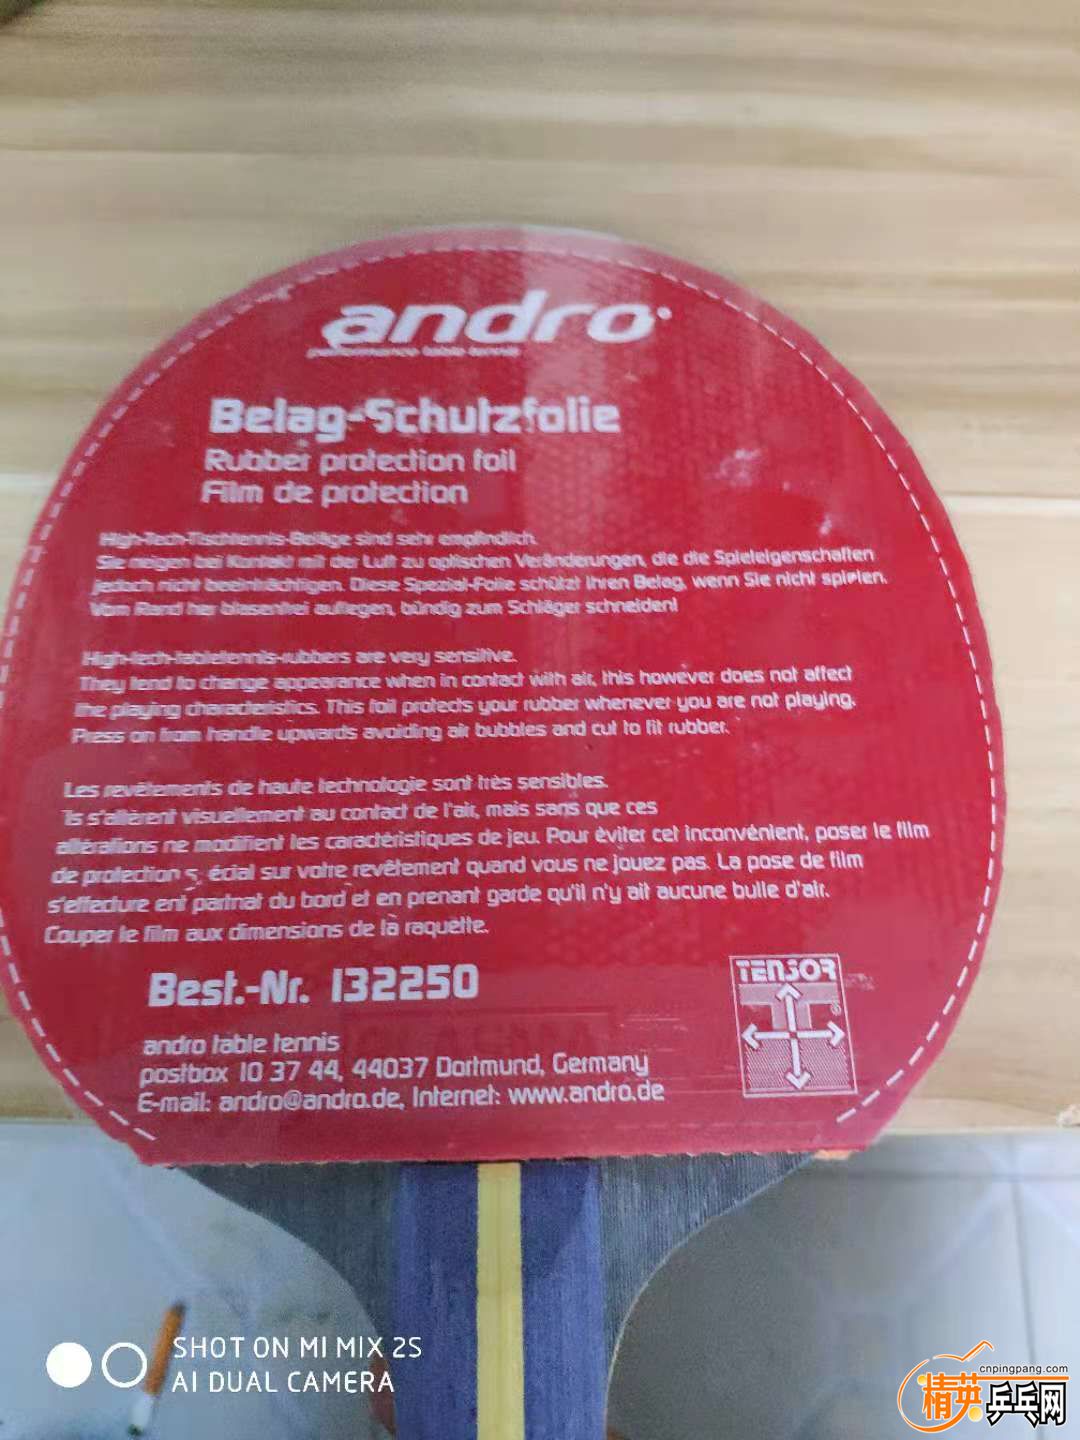 andro
performance table tennis
Belag-Schutzfolie
Rubber protection foil
Film de protection
High-Tech-Tischtennis-Beläge sind sehr empfindlich.
Sie neigen bei Kontakt mit der Luft zu optischen Veränderungen, die die Spieleigenschaften
jedoch nicht beeinträchtigen. Diese Spezial-Folie schützt Ihren Belag, wenn Sie nicht spielen.
Vom Rand her blasenfrei auflegen, bündig zum Schläger schneiden!
High-tech-tabletennis-rubbers are very sensitive.
They tend to change appearance when in contact with air, this however does not affect
the playing characteristics. This foil protects your rubber whenever you are not playing.
Press on from handle upwards avoiding air bubbles and cut to fit rubber.
Les revêtements de haute technologie sont très sensibles.
Ils s'altèrent visuellement au contact de l'air, mais sans que ces
altérations ne modifient les caractéristiques de jeu. Pour éviter cet inconvénient, poser le film
de protection s écial sur votre revêtement quand vous ne jouez pas. La pose de film
s'effecture ent partnat du bord et en prenant garde qu'il n'y ait aucune bulle d'air.
Couper le film aux dimensions de la raquette.
Best.-Nr. 132250
TENSOR
®
andro table tennis
postbox 10 37 44, 44037 Dortmund, Germany
E-mail: andro@andro.de, Internet: www.andro.de
SHOT ON MI MIX 2S
AI DUAL CAMERA
cnpingpang.com
精英乒乓网